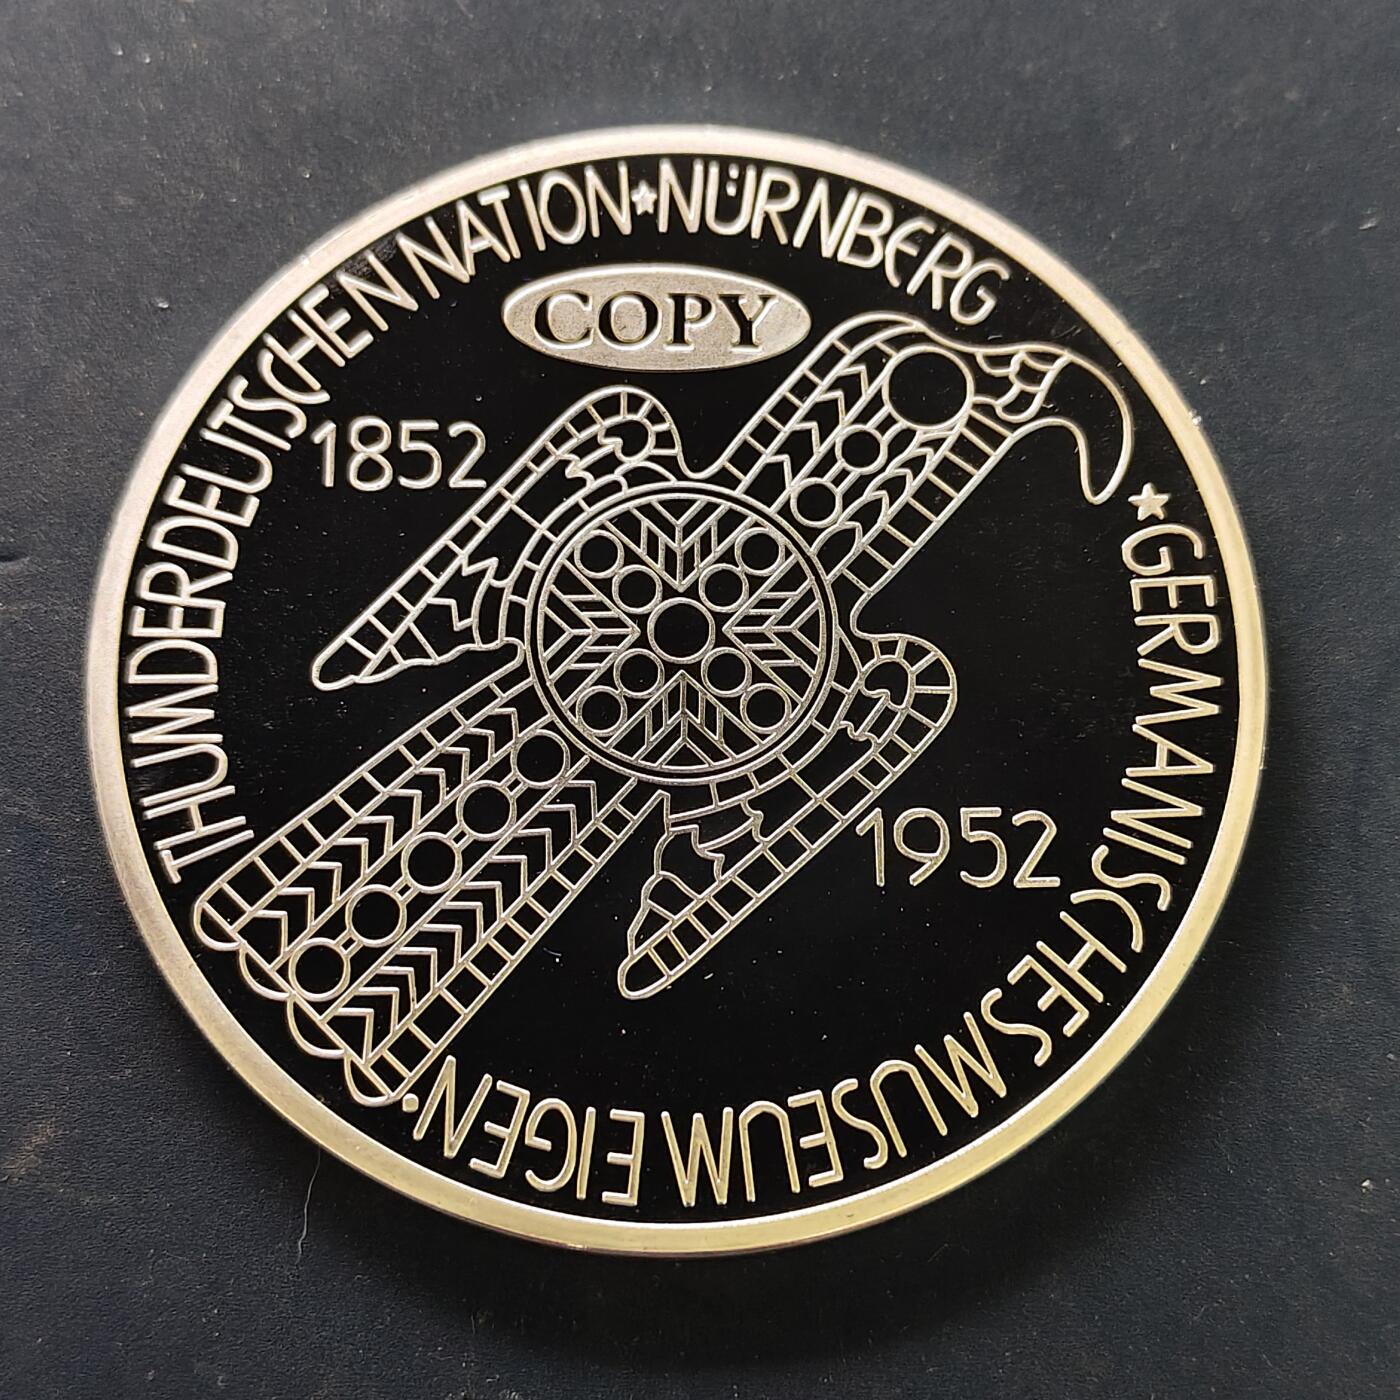 ★GERMANISCHES MUSEUM EIGEN·THUMDERDEUTSCHEN NATION★NÜRNBERG
COPY
1852
1952